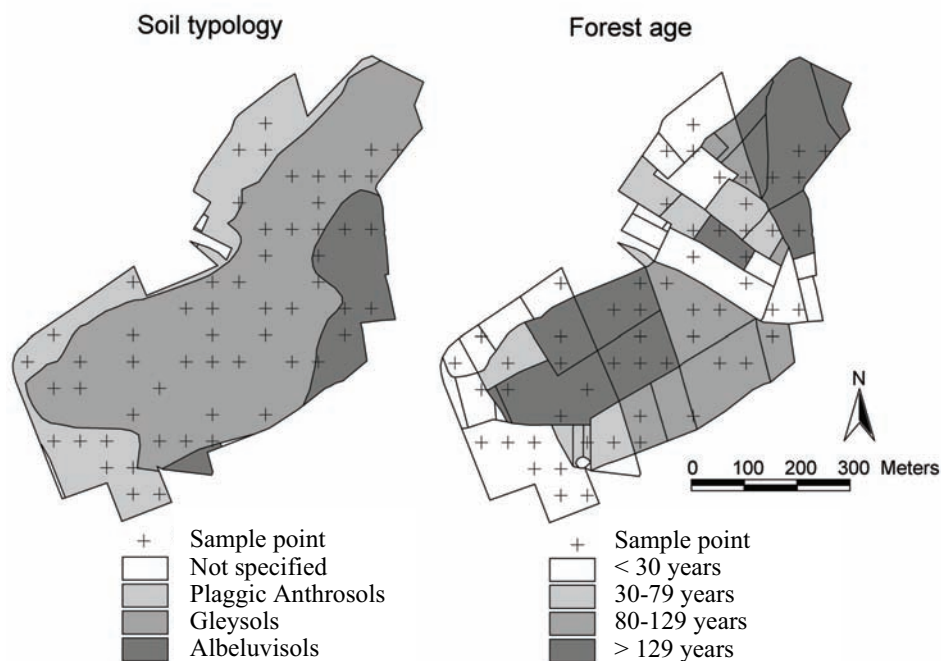 Soil typology
Forest age
N
0 100 200 300 Meters
Sample point
Not specified
Plaggic Anthrosols
Gleysols
Albeluvisols
Sample point
< 30 years
30-79 years
80-129 years
> 129 years